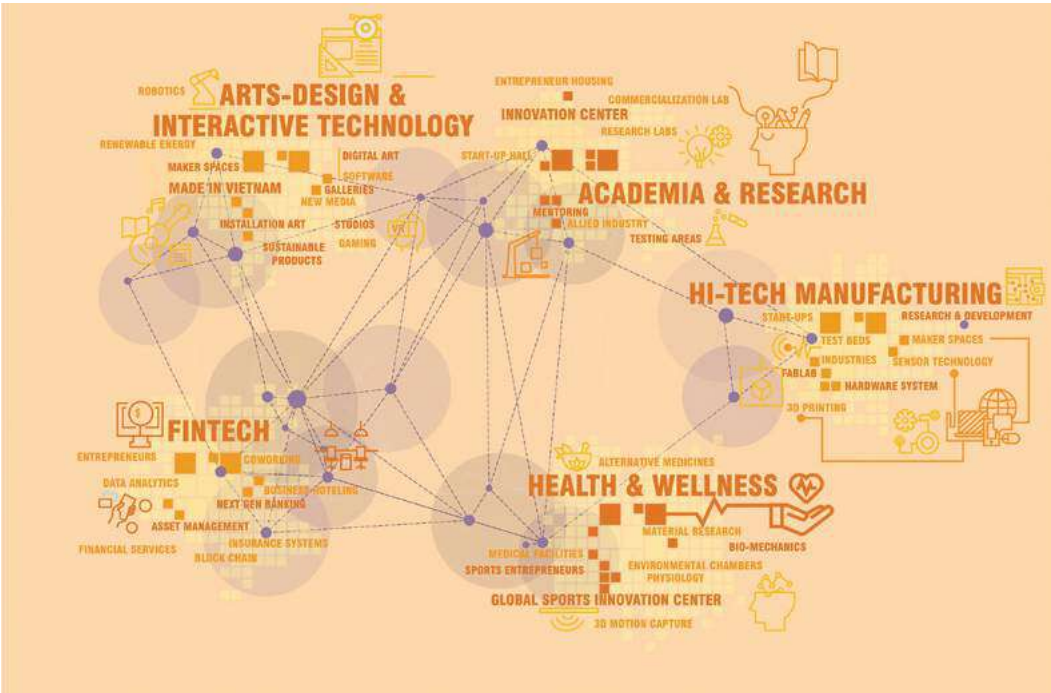 ROBOTICS
ARTS-DESIGN &
INTERACTIVE TECHNOLOGY
RENEWABLE ENERGY
MAKER SPACES
DIGITAL ART
SOFTWARE
MADE IN VIETNAM
GALLERIES
NEW MEDIA
INSTALLATION ART
STUDIOS
GAMING
VR
SUSTAINABLE
PRODUCTS
ENTREPRENEUR HOUSING
COMMERCIALIZATION LAB
INNOVATION CENTER
RESEARCH LABS
START-UP HALL
ACADEMIA & RESEARCH
MENTORING
ALLIED INDUSTRY
TESTING AREAS
HI-TECH MANUFACTURING
START-UPS
RESEARCH & DEVELOPMENT
TEST BEDS
MAKER SPACES
INDUSTRIES
SENSOR TECHNOLOGY
FABLAB
HARDWARE SYSTEM
3D PRINTING
$
FINTECH
ENTREPRENEURS
COWORKING
DATA ANALYTICS
BUSINESS HOTELING
NEXT GEN BANKING
ASSET MANAGEMENT
INSURANCE SYSTEMS
FINANCIAL SERVICES
BLOCK CHAIN
ALTERNATIVE MEDICINES
HEALTH & WELLNESS
MATERIAL RESEARCH
BIO-MECHANICS
MEDICAL FACILITIES
SPORTS ENTREPRENEURS
ENVIRONMENTAL CHAMBERS
PHYSIOLOGY
GLOBAL SPORTS INNOVATION CENTER
3D MOTION CAPTURE